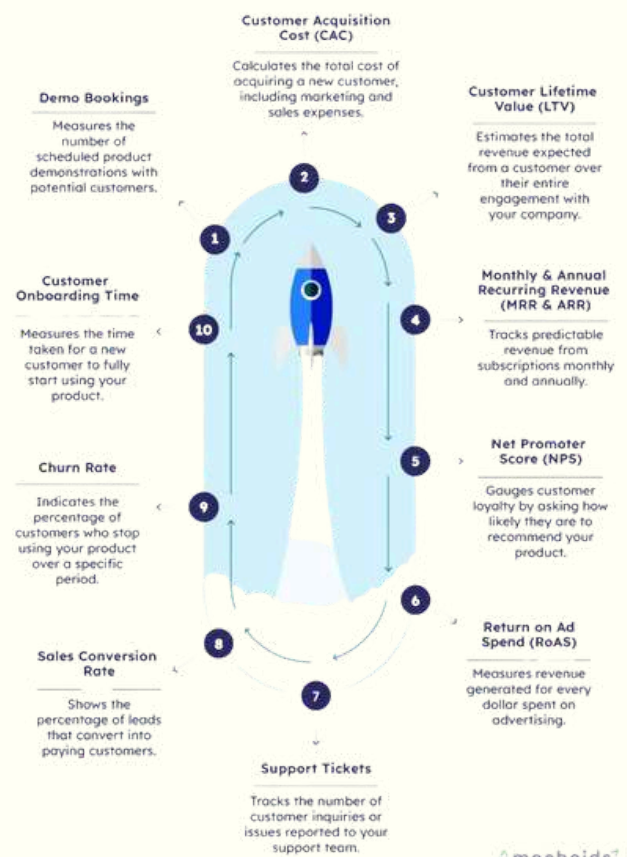 1
Demo Bookings
Measures the
number of
scheduled product
demonstrations with
potential customers.
2
Customer Acquisition
Cost (CAC)
Calculates the total cost of
acquiring a new customer,
including marketing and
sales expenses.
3
Customer Lifetime
Value (LTV)
Estimates the total
revenue expected
from a customer over
their entire
engagement with
your company.
4
Monthly & Annual
Recurring Revenue
(MRR & ARR)
Tracks predictable
revenue from
subscriptions monthly
and annually.
5
Net Promoter
Score (NPS)
Gauges customer
loyalty by asking how
likely they are to
recommend your
product.
6
Return on Ad
Spend (RoAS)
Measures revenue
generated for every
dollar spent on
advertising.
7
Support Tickets
Tracks the number of
customer inquiries or
issues reported to your
support team.
8
Sales Conversion
Rate
Shows the
percentage of leads
that convert into
paying customers.
9
Churn Rate
Indicates the
percentage of
customers who stop
using your product
over a specific
period.
10
Customer
Onboarding Time
Measures the time
taken for a new
customer to fully
start using your
product.